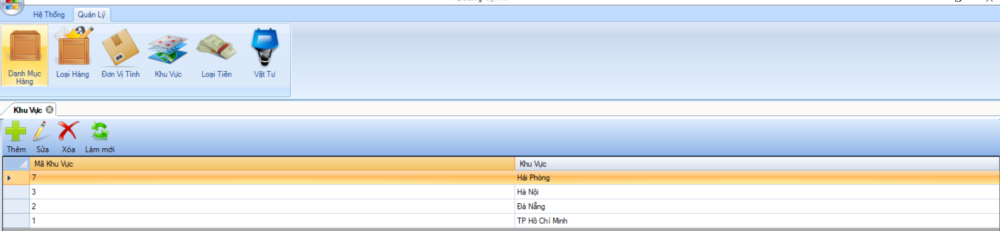 Hệ Thống Quản Lý
Danh Mục Hàng Loại Hàng Đơn Vị Tính Khu Vực Loại Tiền Vật Tư
Khu Vực
Thêm Sửa Xóa Làm mới
Mã Khu Vực Khu Vực
7 Hải Phòng
3 Hà Nội
2 Đà Nẵng
1 TP Hồ Chí Minh